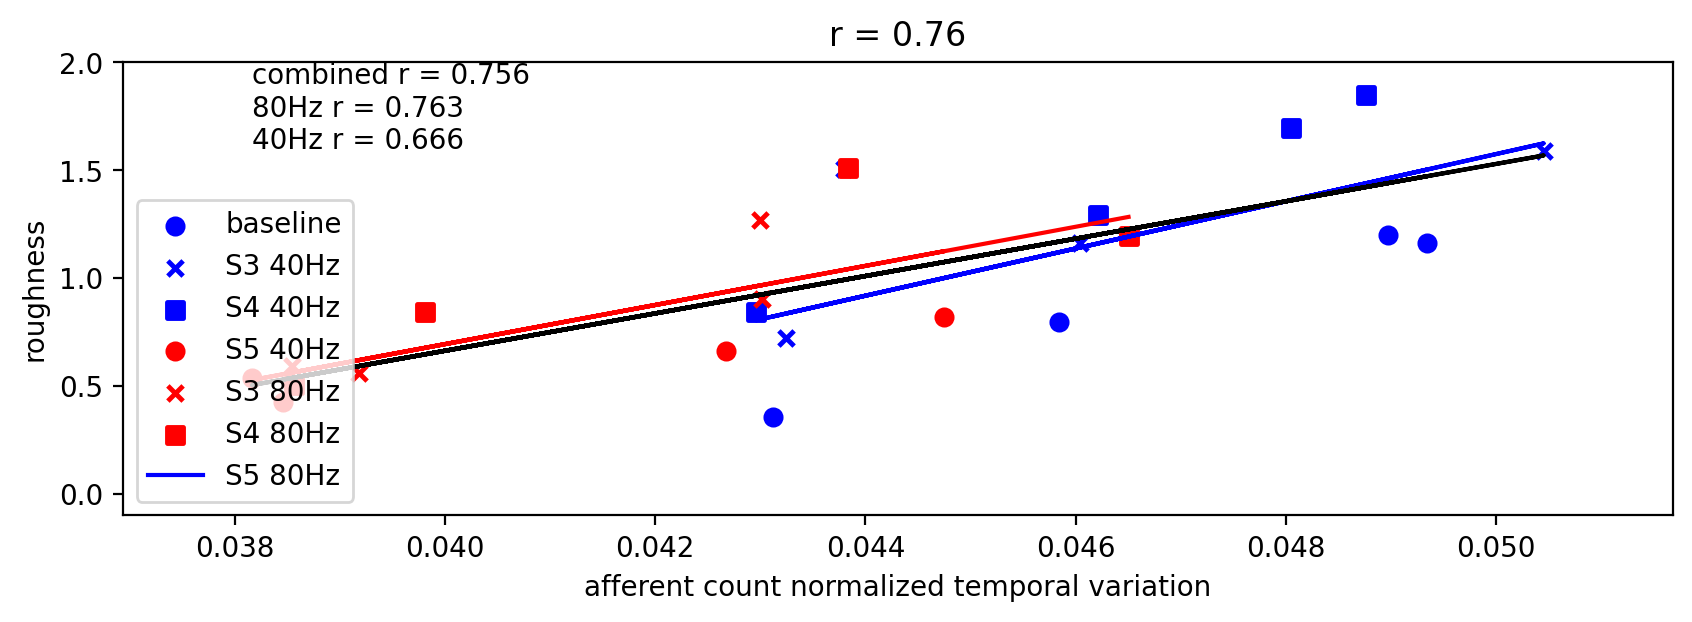 r = 0.76
combined r = 0.756
80Hz r = 0.763
40Hz r = 0.666
2.0
1.5
1.0
0.5
0.0
roughness
baseline
S3 40Hz
S4 40Hz
S5 40Hz
S3 80Hz
S4 80Hz
S5 80Hz
0.038 0.040 0.042 0.044 0.046 0.048 0.050
afferent count normalized temporal variation